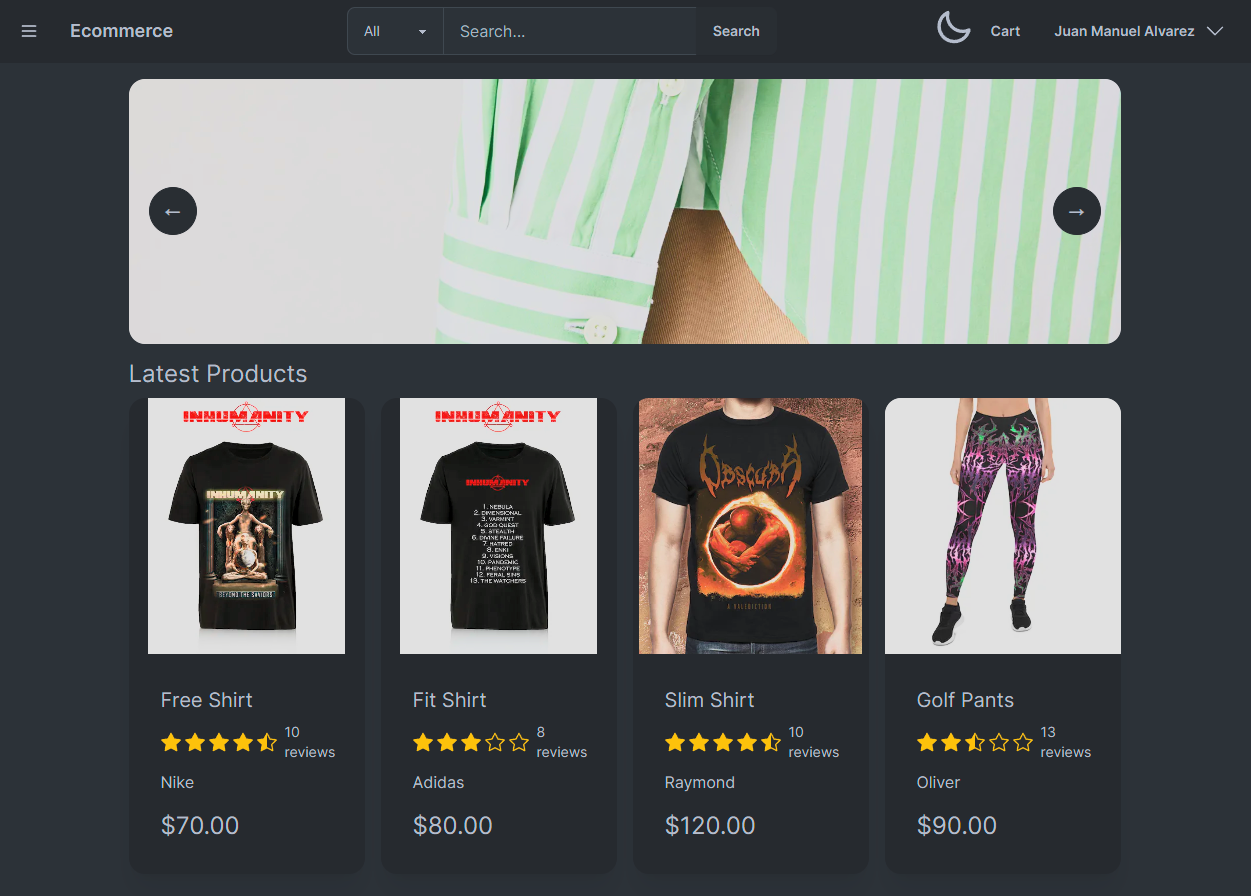 Ecommerce
All
Search...
Search
Cart
Juan Manuel Alvarez
←
→
Latest Products
INHUMANITY
INHUMANITY
BEYOND THE SAVIORS
Free Shirt
10 reviews
Nike
$70.00
INHUMANITY
INHUMANITY
1. NEBULA
2. DIMENSIONAL
3. VARMINT
4. GOD QUEST
5. STEALTH
6. DIVINE FAILURE
7. HATRED
8. ENKI
9. VISIONS
10. PANDEMIC
11. PHENOTYPE
12. FERAL SINS
13. THE WATCHERS
Fit Shirt
8 reviews
Adidas
$80.00
OBSCURA
A VALEDICTION
Slim Shirt
10 reviews
Raymond
$120.00
Golf Pants
13 reviews
Oliver
$90.00